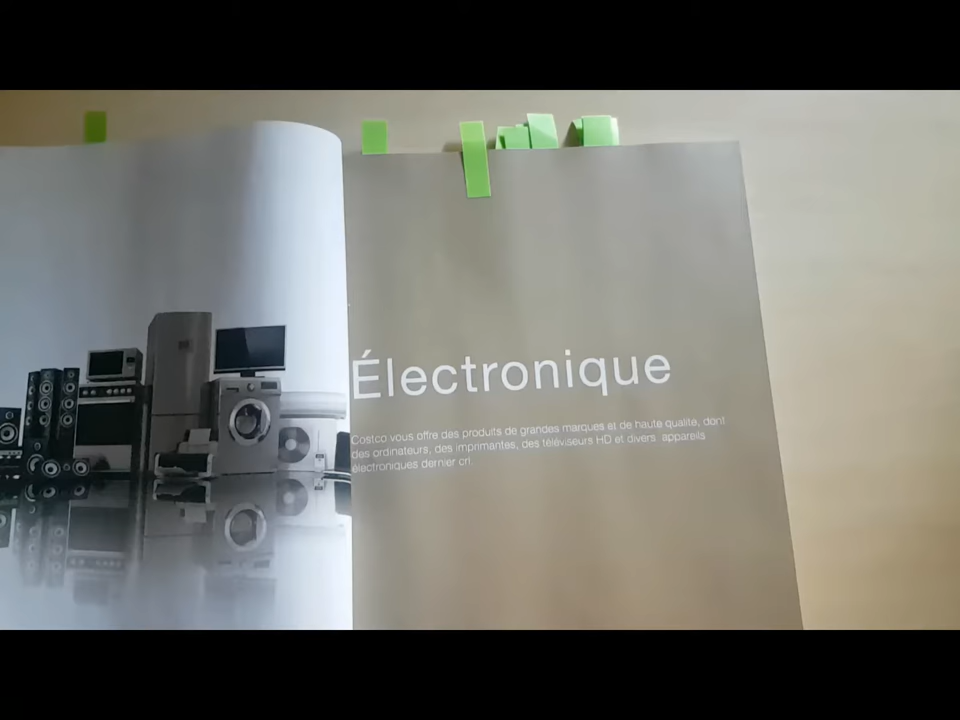 Électronique
Costco vous offre des produits de grandes marques et de haute qualite, dont
des ordinateurs, des imprimantes, des téléviseurs HD et divers appareils
électroniques dernier cri.